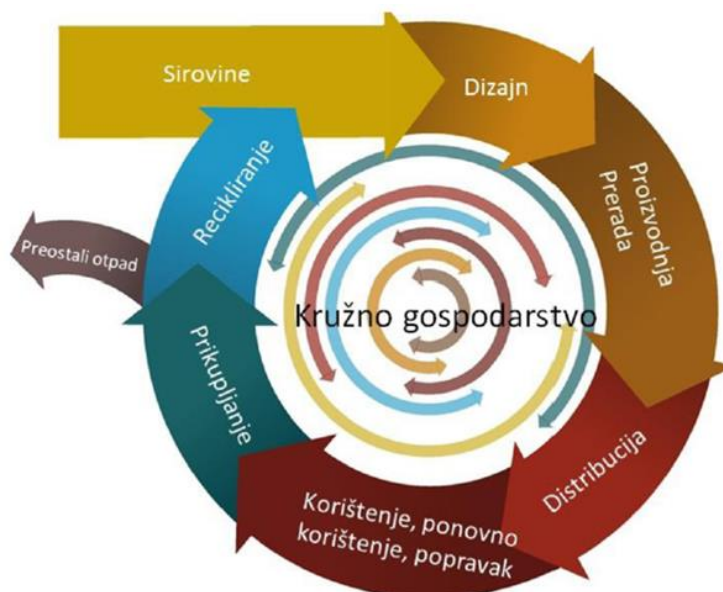 Sirovine
Dizajn
Proizvodnja
Prerada
Distribucija
Korištenje, ponovno
korištenje, popravak
Prikupljanje
Recikliranje
Preostali otpad
Kružno gospodarstvo